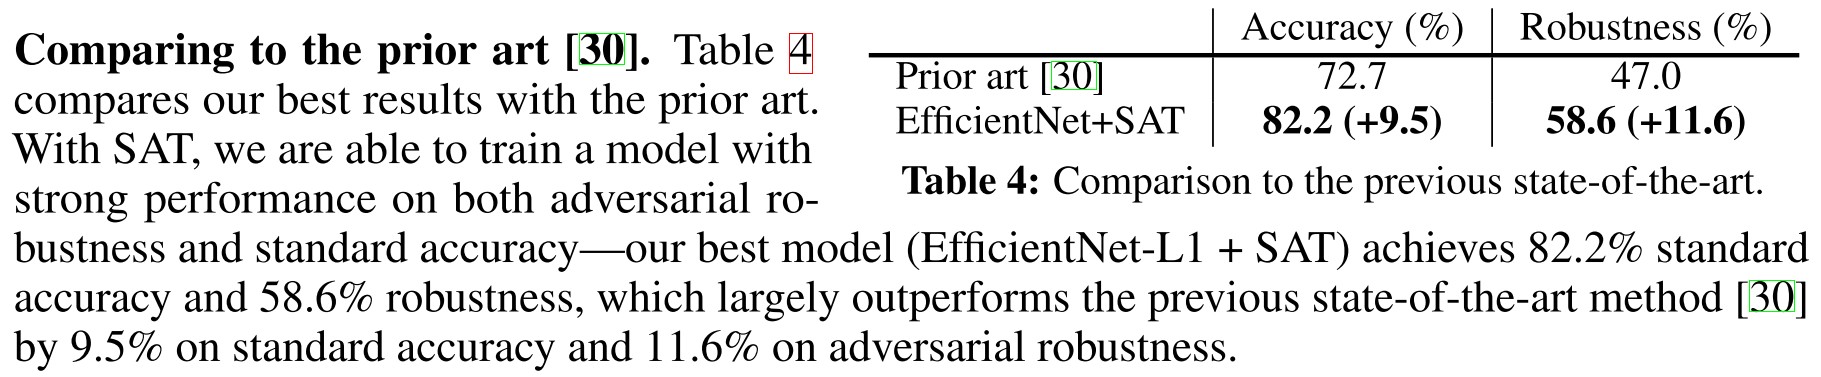 Comparing to the prior art [30]. Table 4
compares our best results with the prior art.
With SAT, we are able to train a model with
strong performance on both adversarial ro-
bustness and standard accuracy—our best model (EfficientNet-L1 + SAT) achieves 82.2% standard
accuracy and 58.6% robustness, which largely outperforms the previous state-of-the-art method [30]
by 9.5% on standard accuracy and 11.6% on adversarial robustness.
Accuracy (%) Robustness (%)
Prior art [30] 72.7 47.0
EfficientNet+SAT 82.2 (+9.5) 58.6 (+11.6)
Table 4: Comparison to the previous state-of-the-art.